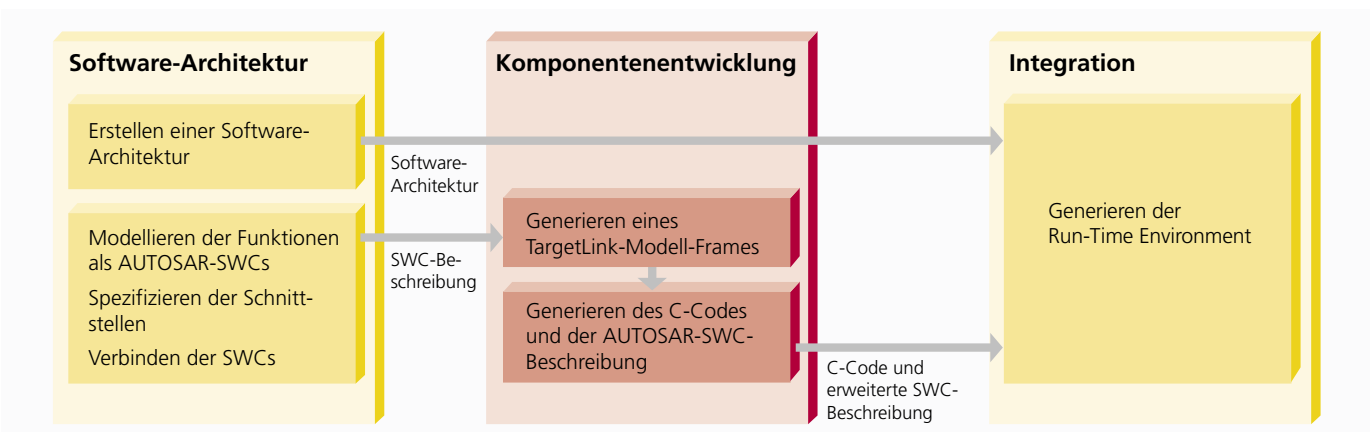 Software-Architektur
Erstellen einer Software-
Architektur
Modellieren der Funktionen
als AUTOSAR-SWCs
Spezifizieren der Schnitt-
stellen
Verbinden der SWCs
Software-
Architektur
SWC-Be-
schreibung
Komponentenentwicklung
Generieren eines
TargetLink-Modell-Frames
Generieren des C-Codes
und der AUTOSAR-SWC-
Beschreibung
C-Code und
erweiterte SWC-
Beschreibung
Integration
Generieren der
Run-Time Environment